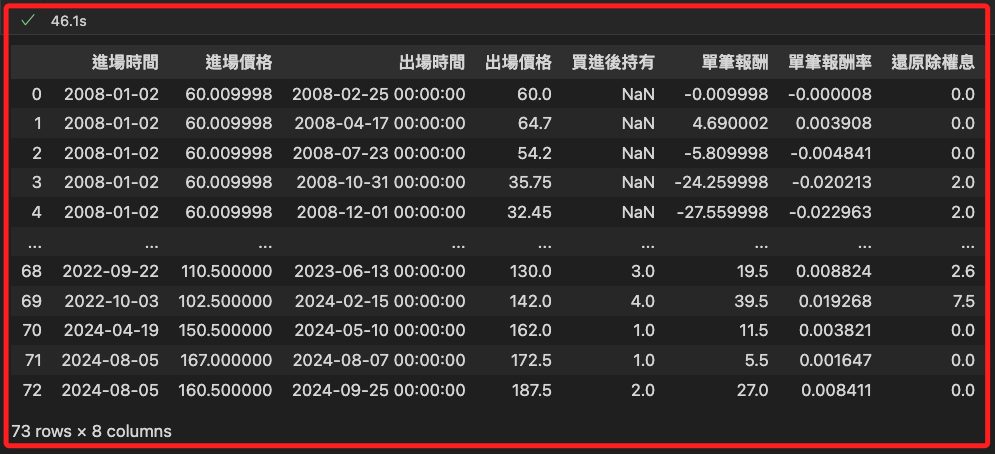 ✓ 46.1s
進場時間 進場價格 出場時間 出場價格 買進後持有 單筆報酬 單筆報酬率 還原除權息
0 2008-01-02 60.009998 2008-02-25 00:00:00 60.0 NaN -0.009998 -0.000008 0.0
1 2008-01-02 60.009998 2008-04-17 00:00:00 64.7 NaN 4.690002 0.003908 0.0
2 2008-01-02 60.009998 2008-07-23 00:00:00 54.2 NaN -5.809998 -0.004841 0.0
3 2008-01-02 60.009998 2008-10-31 00:00:00 35.75 NaN -24.259998 -0.020213 2.0
4 2008-01-02 60.009998 2008-12-01 00:00:00 32.45 NaN -27.559998 -0.022963 2.0
... ... ... ... ... ... ... ... ...
68 2022-09-22 110.500000 2023-06-13 00:00:00 130.0 3.0 19.5 0.008824 2.6
69 2022-10-03 102.500000 2024-02-15 00:00:00 142.0 4.0 39.5 0.019268 7.5
70 2024-04-19 150.500000 2024-05-10 00:00:00 162.0 1.0 11.5 0.003821 0.0
71 2024-08-05 167.000000 2024-08-07 00:00:00 172.5 1.0 5.5 0.001647 0.0
72 2024-08-05 160.500000 2024-09-25 00:00:00 187.5 2.0 27.0 0.008411 0.0
73 rows × 8 columns